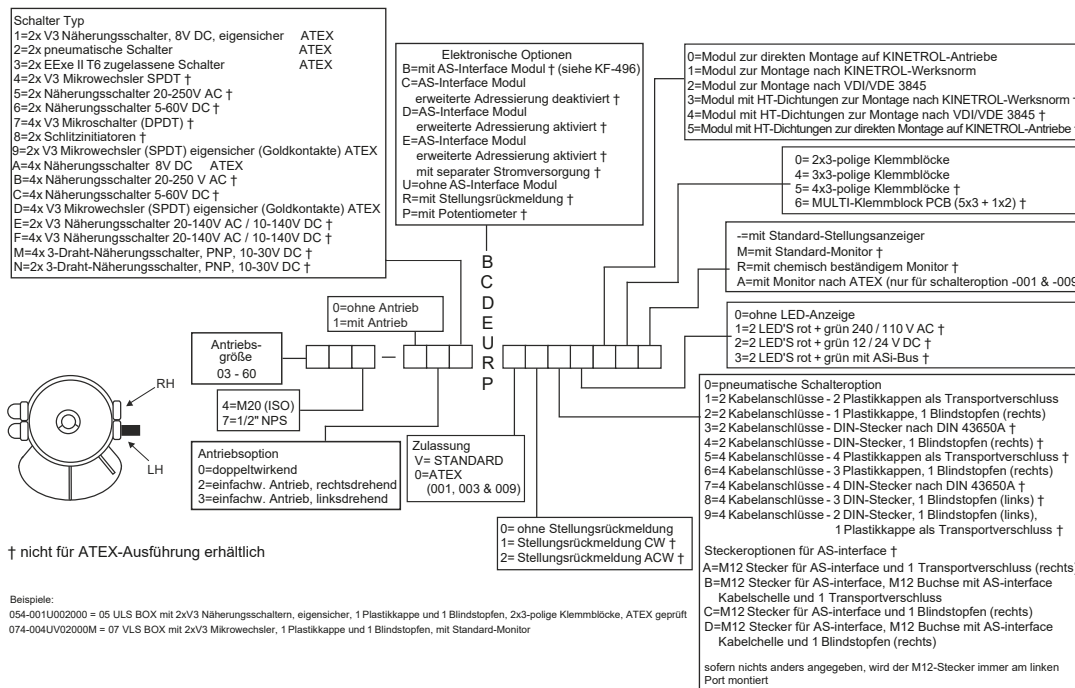 Schalter Typ
1=2x V3 Näherungsschalter, 8V DC, eigensicher ATEX
2=2x pneumatische Schalter ATEX
3=2x EExe II T6 zugelassene Schalter ATEX
4=2x V3 Mikrowechsler SPDT †
5=2x Näherungsschalter 20-250V AC †
6=2x Näherungsschalter 5-60V DC †
7=4x V3 Microschalter (DPDT) †
8=2x Schlitzinitiatoren †
9=2x V3 Mikrowechsler (SPDT) eigensicher (Goldkontakte) ATEX
A=4x Näherungsschalter 8V DC ATEX
B=4x Näherungsschalter 20-250 V AC †
C=4x Näherungsschalter 5-60V DC †
D=4x V3 Mikrowechsler (SPDT) eigensicher (Goldkontakte) ATEX
E=2x V3 Näherungsschalter 20-140V AC / 10-140V DC †
F=4x V3 Näherungsschalter 20-140V AC / 10-140V DC †
M=4x 3-Draht-Näherungsschalter, PNP, 10-30V DC †
N=2x 3-Draht-Näherungsschalter, PNP, 10-30V DC †
Elektronische Optionen
B=mit AS-Interface Modul † (siehe KF-496)
C=AS-Interface Modul
erweiterte Adressierung deaktiviert †
D=AS-Interface Modul
erweiterte Adressierung aktiviert †
E=AS-Interface Modul
erweiterte Adressierung aktiviert †
mit separater Stromversorgung †
U=ohne AS-Interface Modul
R=mit Stellungsrückmeldung †
P=mit Potentiometer †
0=Modul zur direkten Montage auf KINETROL-Antriebe
1=Modul zur Montage nach KINETROL-Werksnorm
2=Modul zur Montage nach VDI/VDE 3845
3=Modul mit HT-Dichtungen zur Montage nach KINETROL-Werksnorm †
4=Modul mit HT-Dichtungen zur Montage nach VDI/VDE 3845 †
5=Modul mit HT-Dichtungen zur direkten Montage auf KINETROL-Antriebe
0= 2x3-polige Klemmblöcke
4= 3x3-polige Klemmblöcke
5= 4x3-polige Klemmblöcke †
6= MULTI-Klemmblock PCB (5x3 + 1x2) †
-=mit Standard-Stellungsanzeiger
M=mit Standard-Monitor †
R=mit chemisch beständigem Monitor †
A=mit Monitor nach ATEX (nur für schalteroption -001 & -009
B
C
D
E
U
R
P
0=ohne Antrieb
1=mit Antrieb
0=ohne LED-Anzeige
1=2 LED'S rot + grün 240 / 110 V AC †
2=2 LED'S rot + grün 12 / 24 V DC †
3=2 LED'S rot + grün mit ASi-Bus †
Antriebs-
größe
03 - 60
–
RH
LH
4=M20 (ISO)
7=1/2" NPS
Antriebsoption
0=doppeltwirkend
2=einfachw. Antrieb, rechtsdrehend
3=einfachw. Antrieb, linksdrehend
Zulassung
V= STANDARD
0=ATEX
(001, 003 & 009)
0= ohne Stellungsrückmeldung
1= Stellungsrückmeldung CW †
2= Stellungsrückmeldung ACW †
0=pneumatische Schalteroption
1=2 Kabelanschlüsse - 2 Plastikkappen als Transportverschluss
2=2 Kabelanschlüsse - 1 Plastikkappe, 1 Blindstopfen (rechts)
3=2 Kabelanschlüsse - DIN-Stecker nach DIN 43650A †
4=2 Kabelanschlüsse - DIN-Stecker, 1 Blindstopfen (rechts) †
5=4 Kabelanschlüsse - 4 Plastikkappen als Transportverschluss †
6=4 Kabelanschlüsse - 3 Plastikkappen, 1 Blindstopfen (rechts)
7=4 Kabelanschlüsse - 4 DIN-Stecker nach DIN 43650A †
8=4 Kabelanschlüsse - 3 DIN-Stecker, 1 Blindstopfen (links) †
9=4 Kabelanschlüsse - 2 DIN-Stecker, 1 Blindstopfen (links),
1 Plastikkappe als Transportverschluss †
Steckeroptionen für AS-interface †
A=M12 Stecker für AS-interface und 1 Transportverschluss (rechts)
B=M12 Stecker für AS-interface, M12 Buchse mit AS-interface
Kabelschelle und 1 Transportverschluss
C=M12 Stecker für AS-interface und 1 Blindstopfen (rechts)
D=M12 Stecker für AS-interface, M12 Buchse mit AS-interface
Kabelchelle und 1 Blindstopfen (rechts)
sofern nichts anders angegeben, wird der M12-Stecker immer am linken
Port montiert
† nicht für ATEX-Ausführung erhältlich
Beispiele:
054-001U002000 = 05 ULS BOX mit 2xV3 Näherungsschaltern, eigensicher, 1 Plastikkappe und 1 Blindstopfen, 2x3-polige Klemmblöcke, ATEX geprüft
074-004UV02000M = 07 VLS BOX mit 2xV3 Mikrowechsler, 1 Plastikkappe und 1 Blindstopfen, mit Standard-Monitor